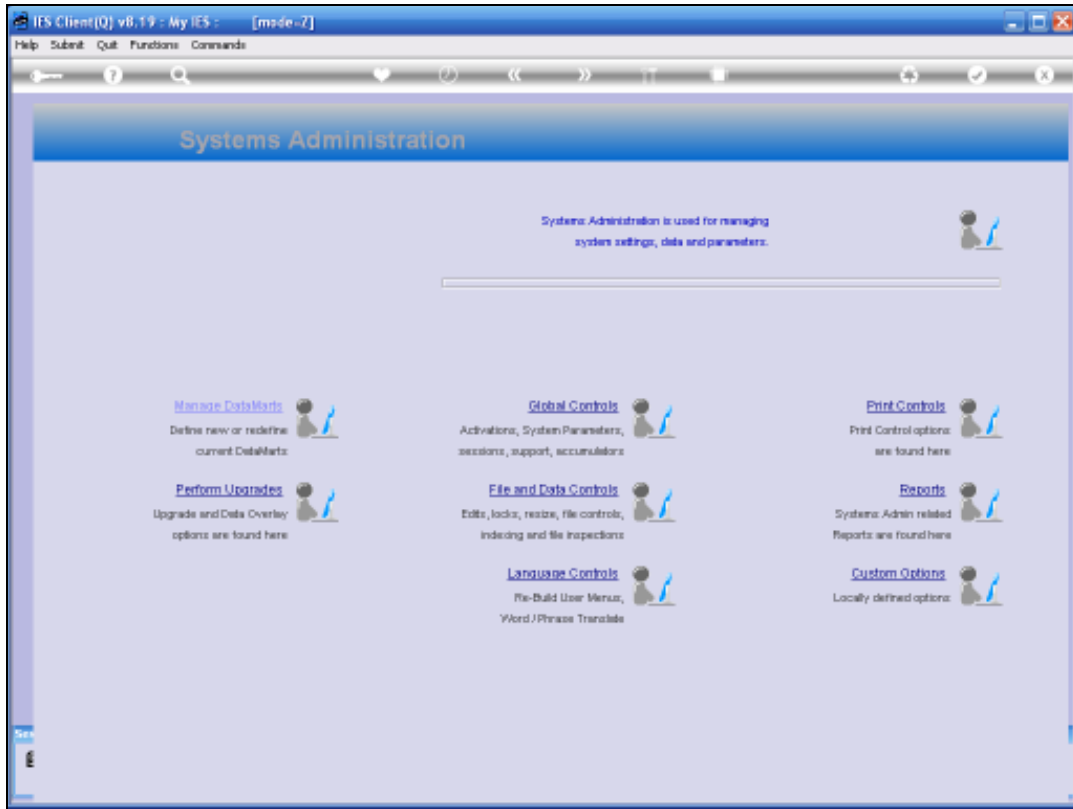 IES Client(Q) v8.19 : My IES : [mode=Z]
Help Submit Quit Functions Commands
Systems Administration
Systems Administration is used for managing
system settings, data and parameters.
Manage DataMarts
Define new or redefine
current DataMarts
Global Controls
Activations, System Parameters,
sessions, support, accumulators
Print Controls
Print Control options
are found here
Perform Upgrades
Upgrade and Data Overlay
options are found here
File and Data Controls
Edits, locks, resize, file controls,
indexing and file inspections
Reports
Systems Admin related
Reports are found here
Language Controls
Re-Build User Menus,
Word / Phrase Translate
Custom Options
Locally defined options